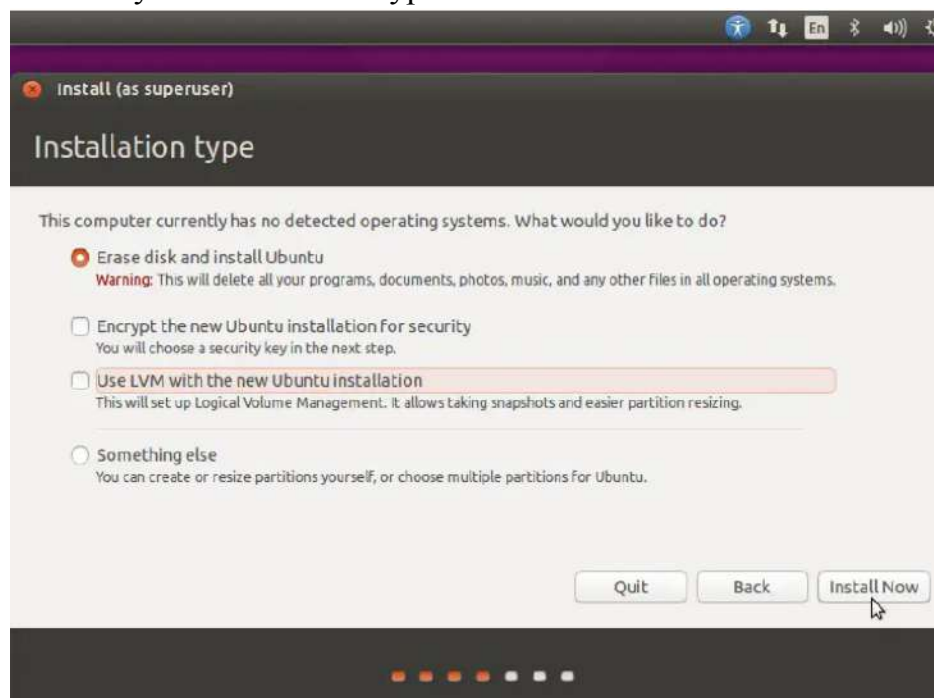 En
Install (as superuser)
Installation type
This computer currently has no detected operating systems. What would you like to do?
Erase disk and install Ubuntu
Warning: This will delete all your programs, documents, photos, music, and any other files in all operating systems.
Encrypt the new Ubuntu installation for security
You will choose a security key in the next step.
Use LVM with the new Ubuntu installation
This will set up Logical Volume Management. It allows taking snapshots and easier partition resizing.
Something else
You can create or resize partitions yourself, or choose multiple partitions for Ubuntu.
Quit Back Install Now